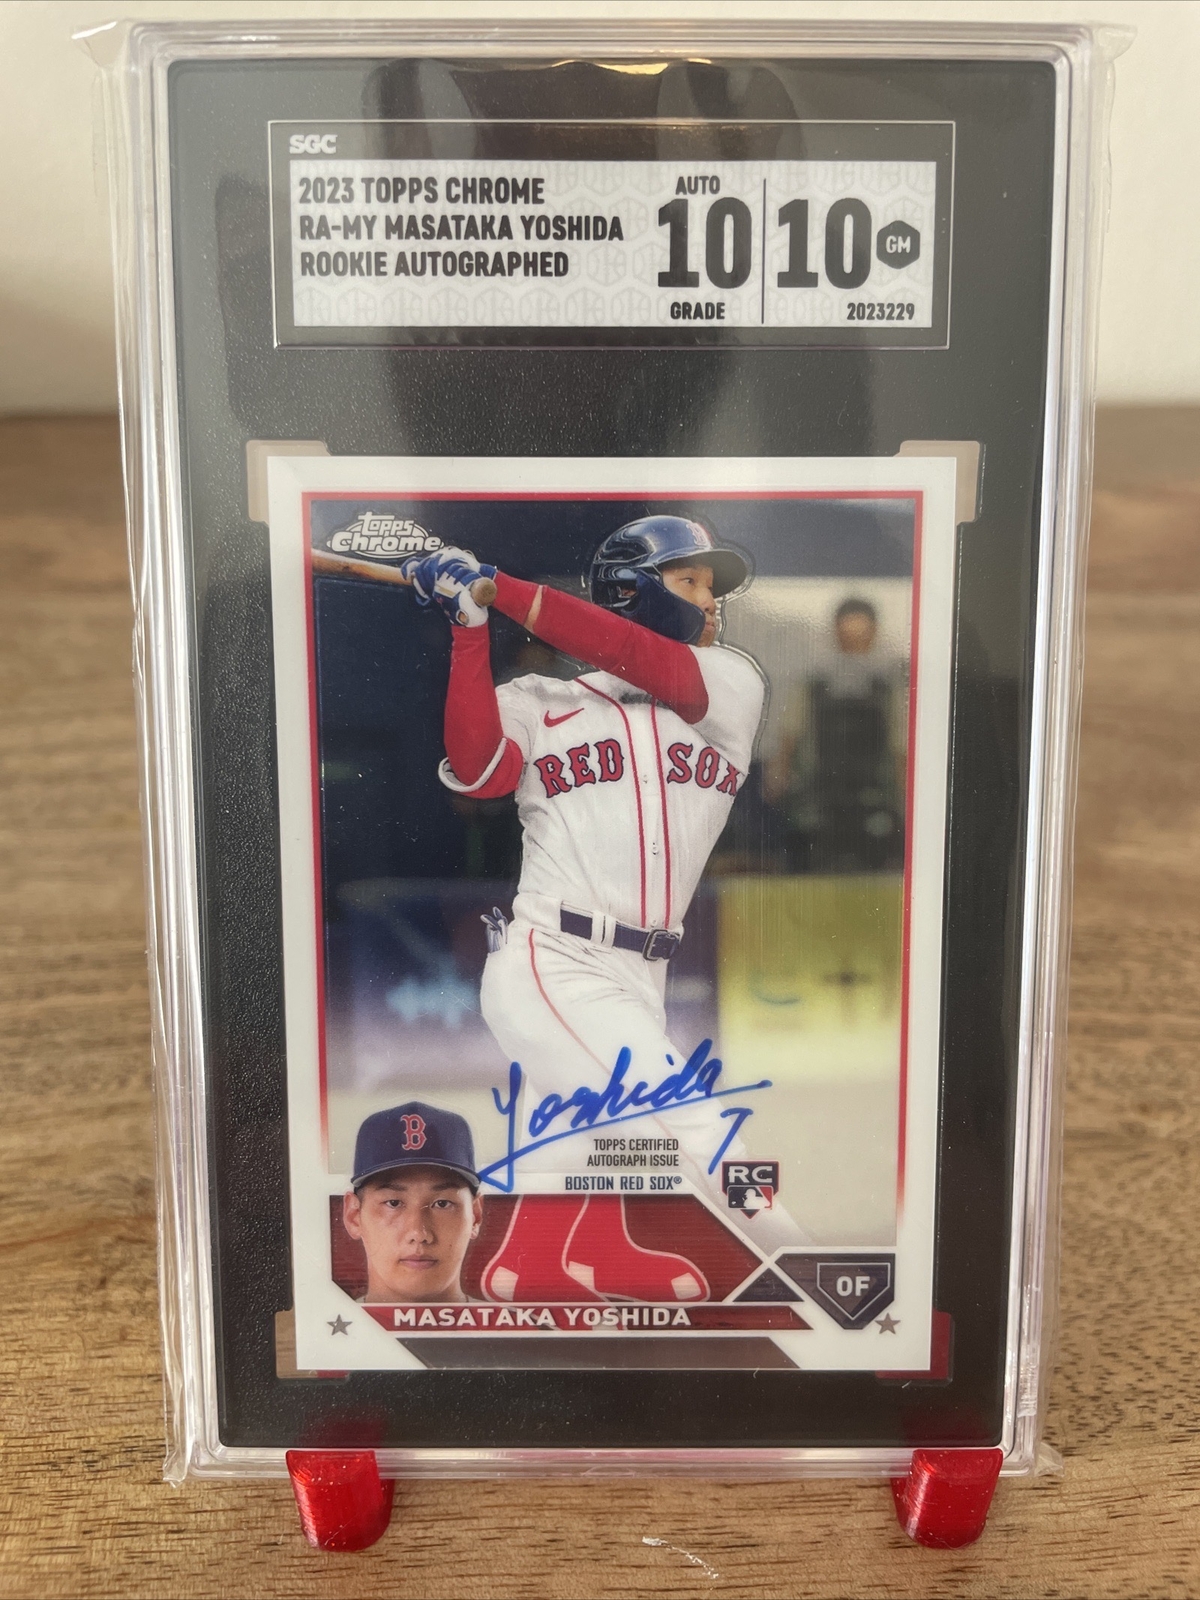 SGC
2023 TOPPS CHROME
RA-MY MASATAKA YOSHIDA
ROOKIE AUTOGRAPHED
AUTO
10
GRADE
10
GM
2023229
topps
Chrome
B
RED SOX
Yoshida
7
TOPPS CERTIFIED
AUTOGRAPH ISSUE
BOSTON RED SOX®
RC
B
OF
MASATAKA YOSHIDA